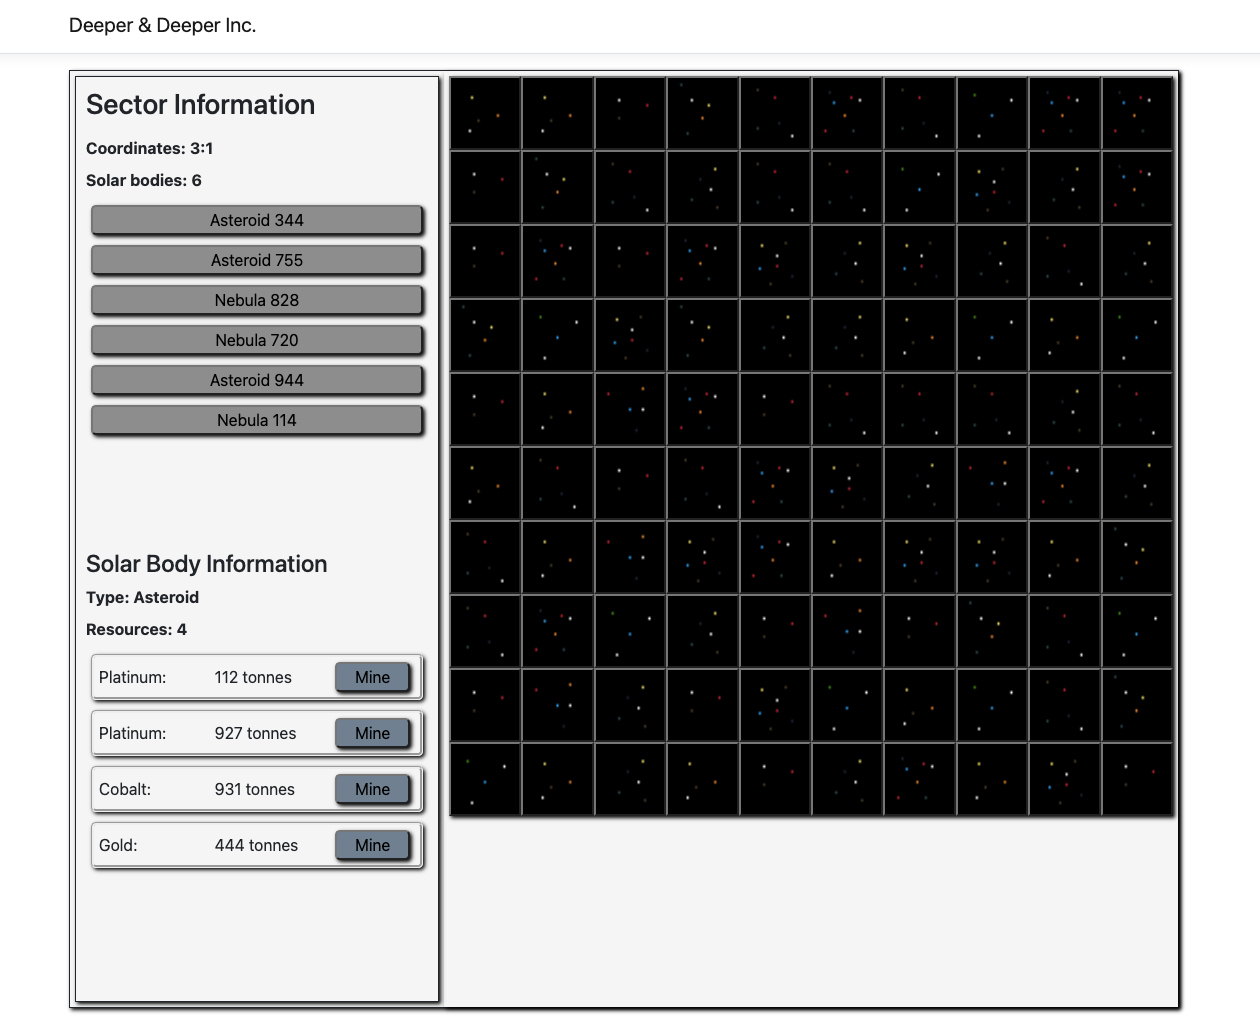 Deeper & Deeper Inc.
Sector Information
Coordinates: 3:1
Solar bodies: 6
Asteroid 344
Asteroid 755
Nebula 828
Nebula 720
Asteroid 944
Nebula 114
Solar Body Information
Type: Asteroid
Resources: 4
Platinum: 112 tonnes Mine
Platinum: 927 tonnes Mine
Cobalt: 931 tonnes Mine
Gold: 444 tonnes Mine